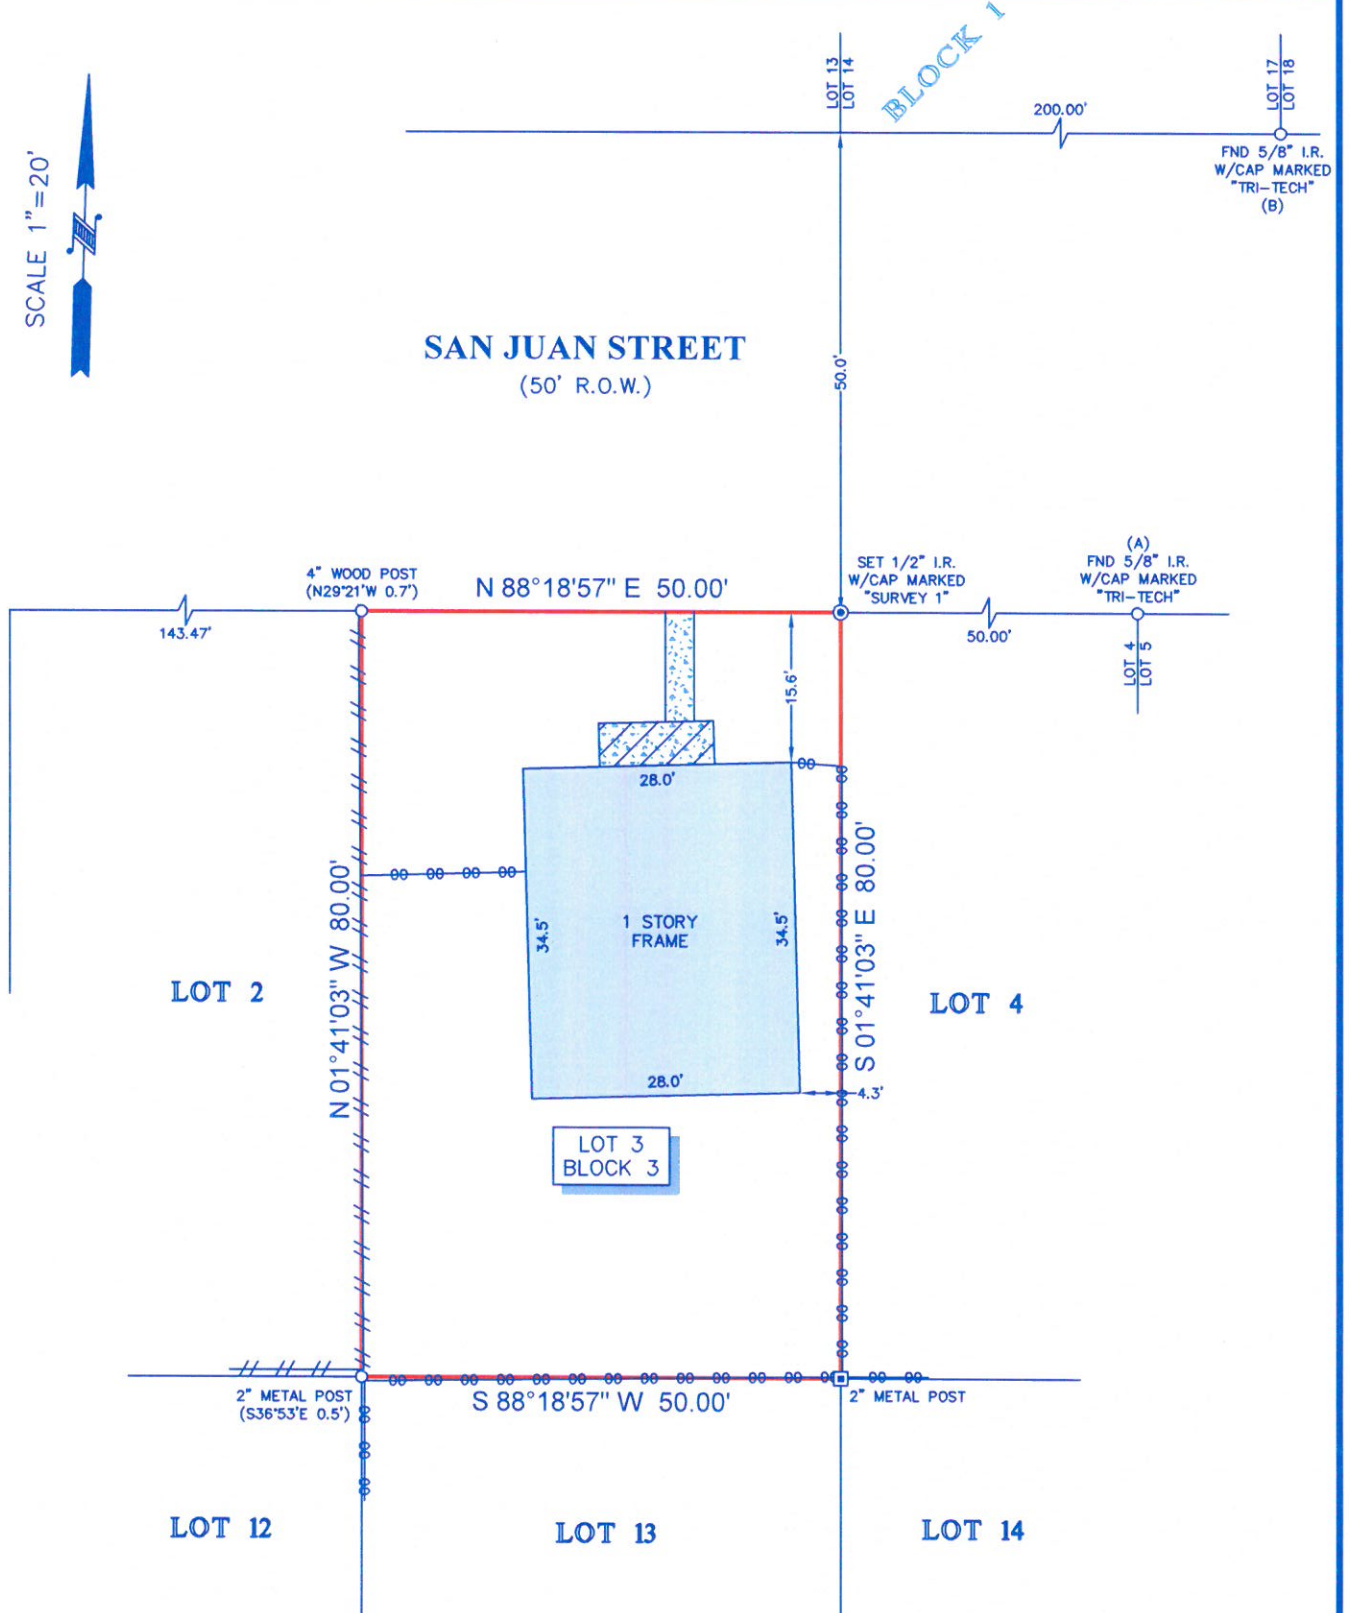 BLOCK 1
LOT 13
LOT 14
LOT 17
LOT 18
200.00'
FND 5/8" I.R.
W/CAP MARKED
"TRI-TECH"
(B)
SCALE 1"=20'
N
SAN JUAN STREET
(50' R.O.W.)
50.0'
4" WOOD POST
(N29°21'W 0.7')
N 88°18'57" E 50.00'
SET 1/2" I.R.
W/CAP MARKED
"SURVEY 1"
(A)
FND 5/8" I.R.
W/CAP MARKED
"TRI-TECH"
143.47'
50.00'
LOT 4
LOT 5
15.6'
28.0'
N 01°41'03" W 80.00'
34.5'
1 STORY
FRAME
34.5'
S 01°41'03" E 80.00'
LOT 2
LOT 4
28.0'
4.3'
LOT 3
BLOCK 3
2" METAL POST
(S36°53'E 0.5')
S 88°18'57" W 50.00'
2" METAL POST
LOT 12
LOT 13
LOT 14